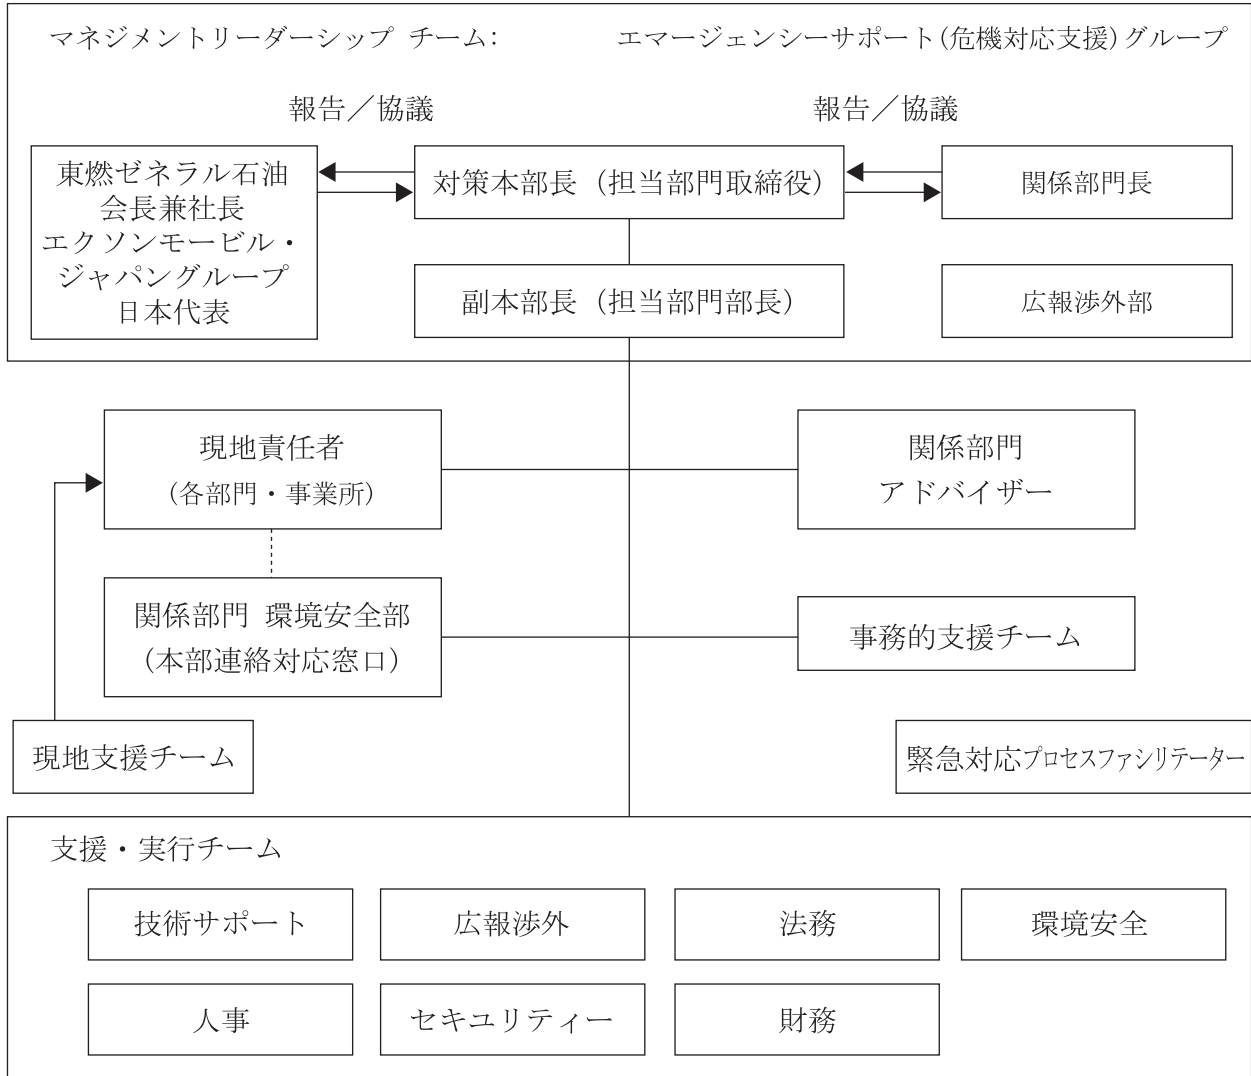 マネジメントリーダーシップ チーム: エマージェンシーサポート(危機対応支援)グループ
報告／協議
報告／協議
東燃ゼネラル石油
会長兼社長
エクソンモービル・
ジャパングループ
日本代表
対策本部長（担当部門取締役）
関係部門長
副本部長（担当部門部長）
広報渉外部
現地責任者
（各部門・事業所）
関係部門
アドバイザー
関係部門 環境安全部
（本部連絡対応窓口）
事務的支援チーム
現地支援チーム
緊急対応プロセスファシリテーター
支援・実行チーム
技術サポート
広報渉外
法務
環境安全
人事
セキュリティー
財務